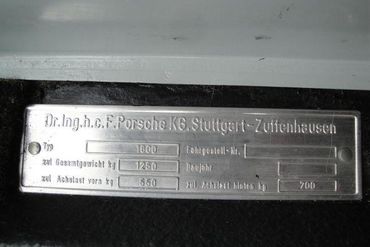 Dr.Ing.h.c.F.Porsche KG.Stuttgart-Zuffenhausen
Typ 1600 Fahrgestell-Nr.
zul Gesamtgewicht kg 1250 Baujahr
zul Achslast vorn kg 550 zul Achslast hinten kg 700